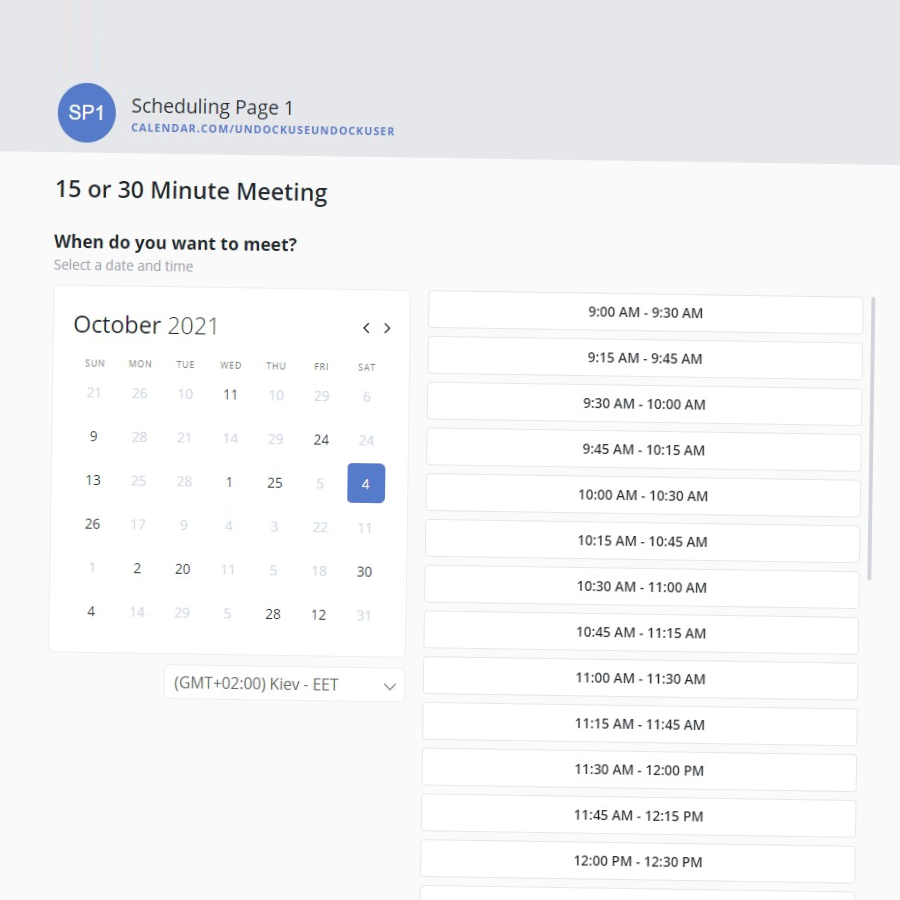 SP1
Scheduling Page 1
CALENDAR.COM/UNDOCKUSEUNDOCKUSER
15 or 30 Minute Meeting
When do you want to meet?
Select a date and time
October 2021
SUN MON TUE WED THU FRI SAT
21 26 10 11 10 29 6
9 28 21 14 29 24 24
13 25 28 1 25 5 4
26 17 9 4 3 22 11
1 2 20 11 5 18 30
4 14 29 5 28 12 31
(GMT+02:00) Kiev - EET
9:00 AM - 9:30 AM
9:15 AM - 9:45 AM
9:30 AM - 10:00 AM
9:45 AM - 10:15 AM
10:00 AM - 10:30 AM
10:15 AM - 10:45 AM
10:30 AM - 11:00 AM
10:45 AM - 11:15 AM
11:00 AM - 11:30 AM
11:15 AM - 11:45 AM
11:30 AM - 12:00 PM
11:45 AM - 12:15 PM
12:00 PM - 12:30 PM